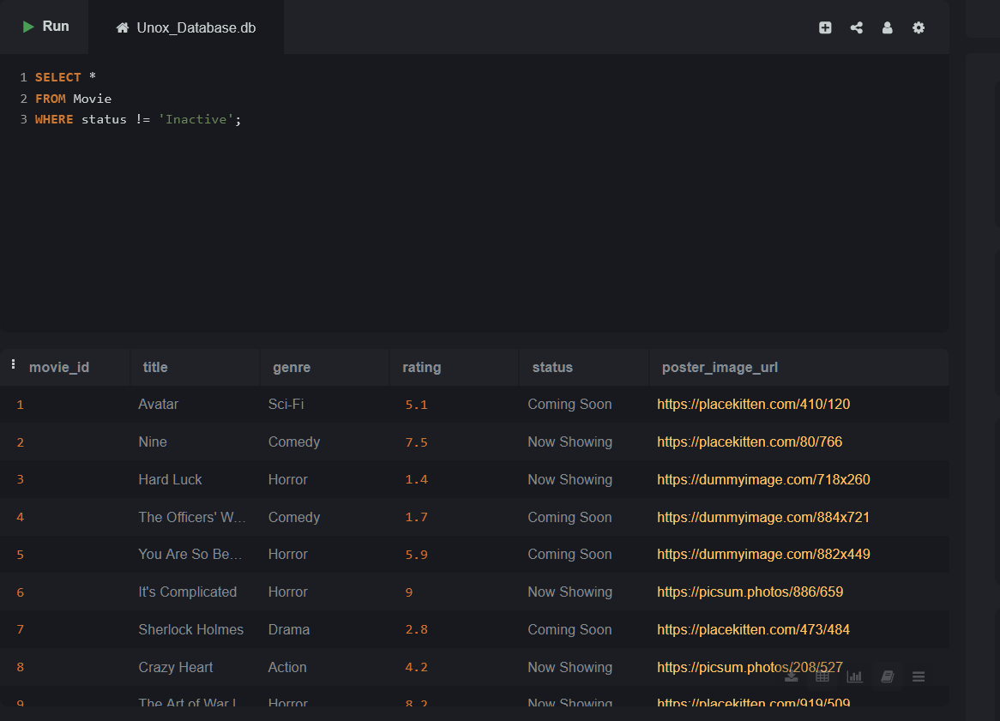 Run Unox_Database.db
1 SELECT *
2 FROM Movie
3 WHERE status != 'Inactive';
movie_id title genre rating status poster_image_url
1 Avatar Sci-Fi 5.1 Coming Soon https://placekitten.com/410/120
2 Nine Comedy 7.5 Now Showing https://placekitten.com/80/766
3 Hard Luck Horror 1.4 Now Showing https://dummyimage.com/718x260
4 The Officers' W... Comedy 1.7 Coming Soon https://dummyimage.com/884x721
5 You Are So Be... Horror 5.9 Coming Soon https://dummyimage.com/882x449
6 It's Complicated Horror 9 Now Showing https://picsum.photos/886/659
7 Sherlock Holmes Drama 2.8 Coming Soon https://placekitten.com/473/484
8 Crazy Heart Action 4.2 Now Showing https://picsum.photos/208/527
9 The Art of War I Horror 8.2 Now Showing https://placekitten.com/919/509